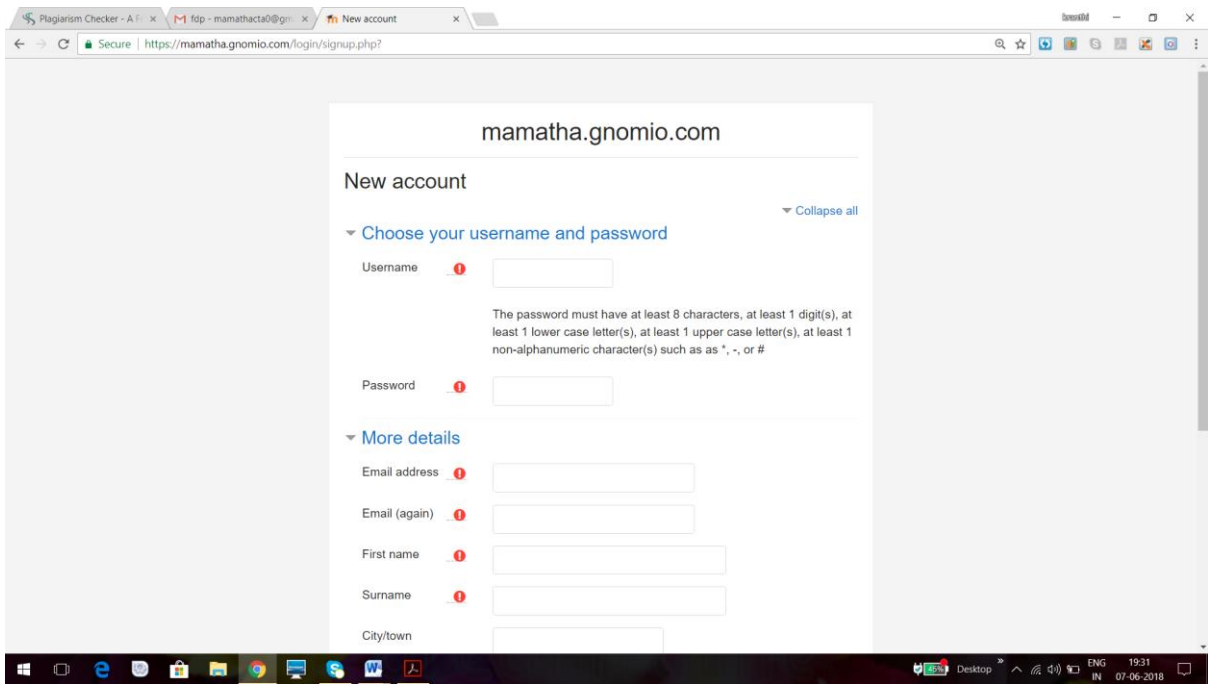 Plagiarism Checker - A F
fdp - mamathacta0@gm
New account
Secure | https://mamatha.gnomio.com/login/signup.php?
mamatha.gnomio.com
New account
Collapse all
Choose your username and password
Username
The password must have at least 8 characters, at least 1 digit(s), at
least 1 lower case letter(s), at least 1 upper case letter(s), at least 1
non-alphanumeric character(s) such as as *, -, or #
Password
More details
Email address
Email (again)
First name
Surname
City/town
45%
Desktop
ENG
19:31
IN
07-06-2018